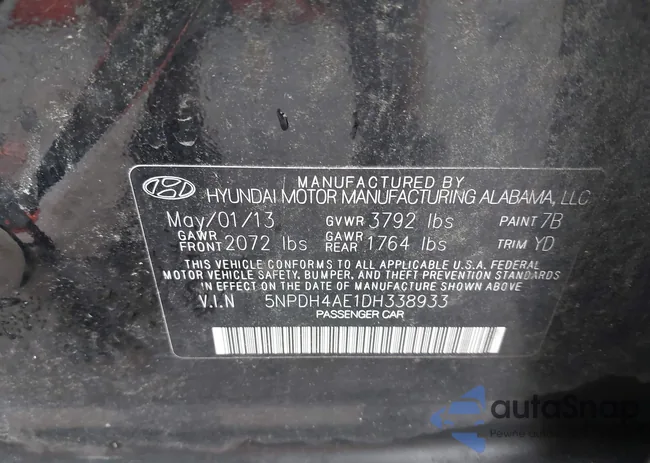 MANUFACTURED BY
HYUNDAI MOTOR MANUFACTURING ALABAMA, LLC
May/01/13 GVWR 3792 lbs PAINT 7B
GAWR FRONT 2072 lbs GAWR REAR 1764 lbs TRIM YD
THIS VEHICLE CONFORMS TO ALL APPLICABLE U.S.A. FEDERAL
MOTOR VEHICLE SAFETY, BUMPER, AND THEFT PREVENTION STANDARDS
IN EFFECT ON THE DATE OF MANUFACTURE SHOWN ABOVE.
V.I.N 5NPDH4AE1DH338933
PASSENGER CAR
autoSnap
Pewne auto